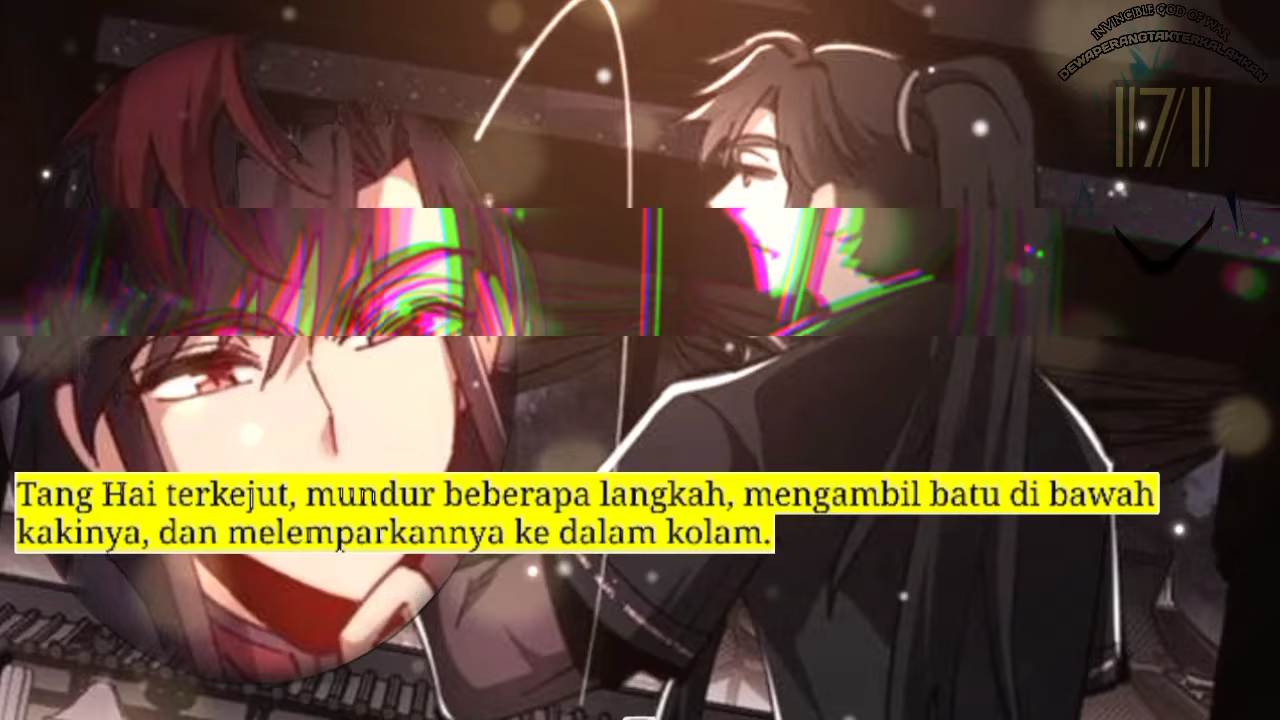 INVINCIBLE GOD OF WAR
DEWAPERANGTAKTERKALAHKAN
171
Tang Hai terkejut, mundur beberapa langkah, mengambil batu di bawah
kakinya, dan melemparkannya ke dalam kolam.